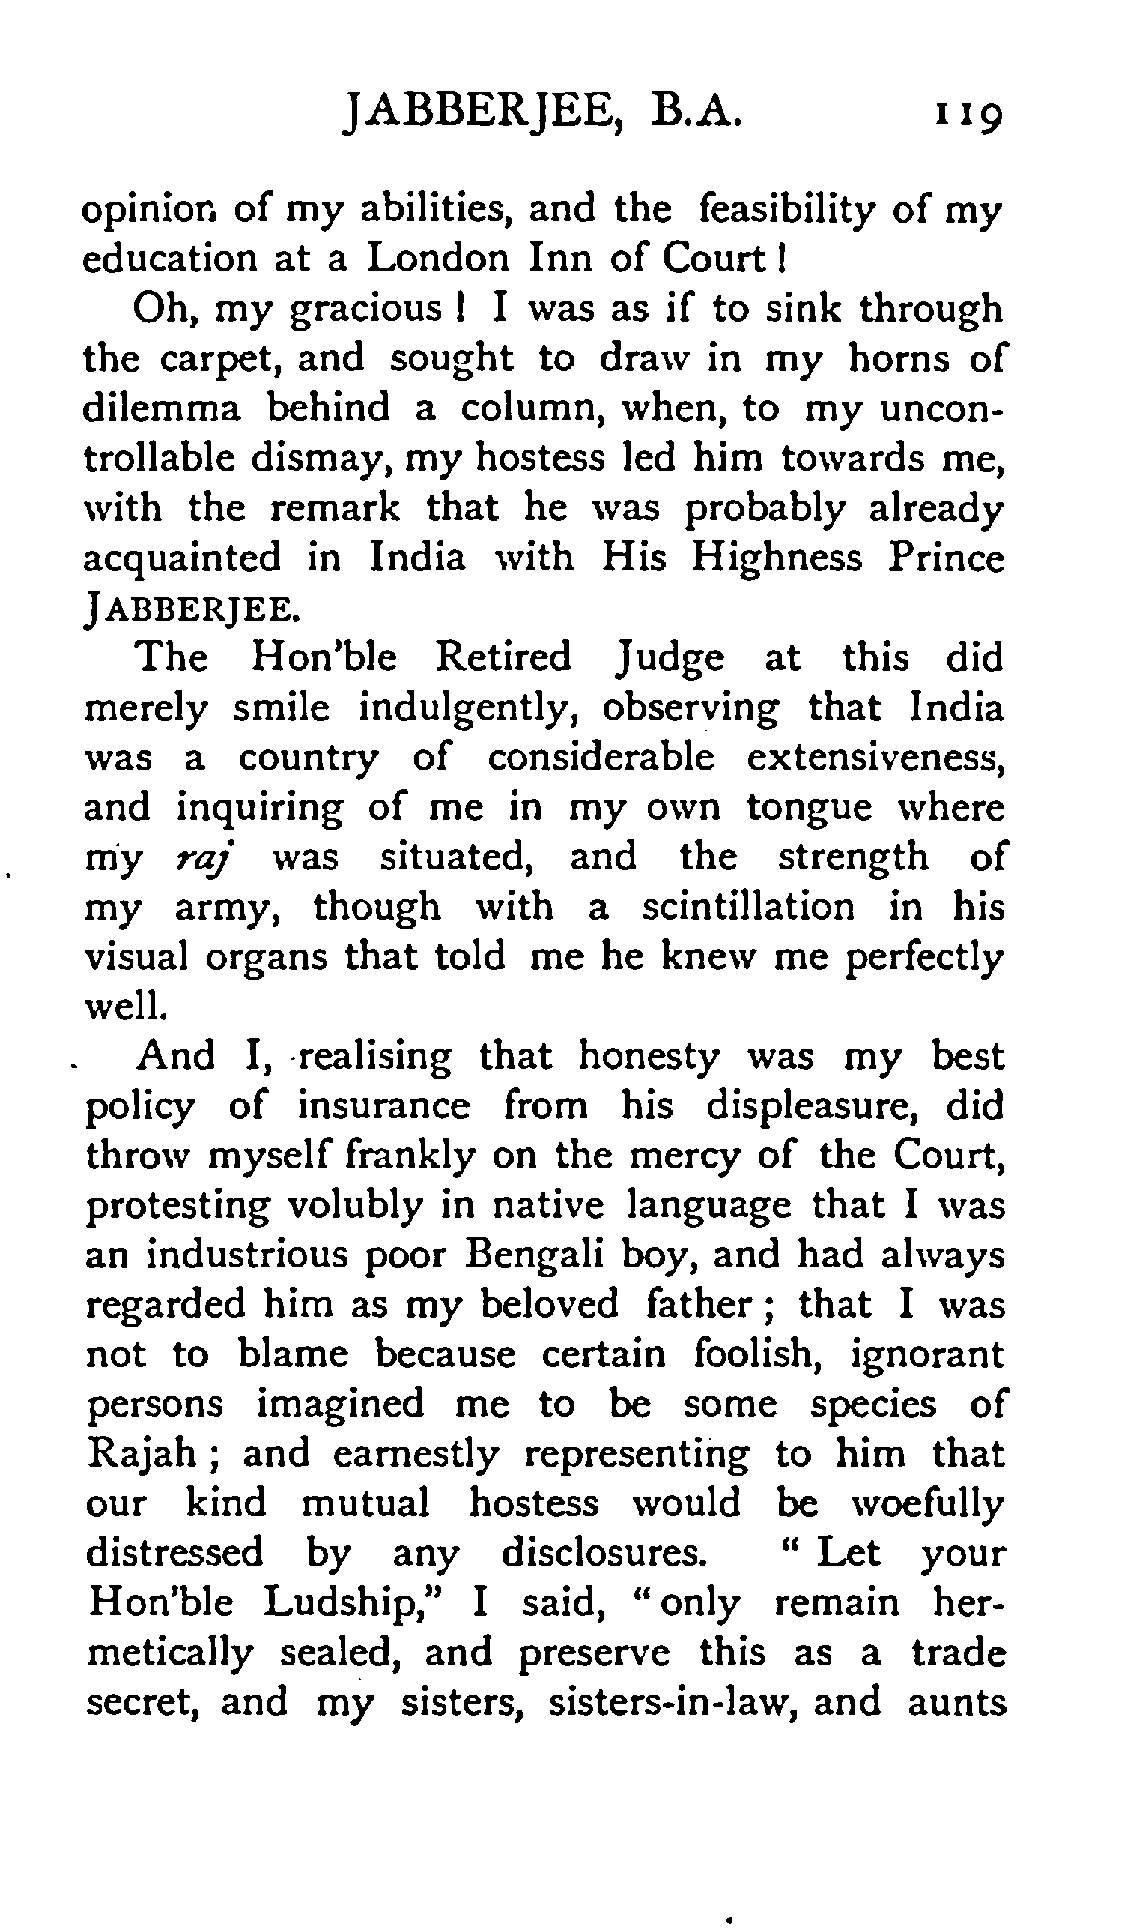 JABBERJEE, B.A. 119
opinion of my abilities, and the feasibility of my
education at a London Inn of Court !
Oh, my gracious ! I was as if to sink through
the carpet, and sought to draw in my horns of
dilemma behind a column, when, to my uncon-
trollable dismay, my hostess led him towards me,
with the remark that he was probably already
acquainted in India with His Highness Prince
JABBERJEE.
The Hon'ble Retired Judge at this did
merely smile indulgently, observing that India
was a country of considerable extensiveness,
and inquiring of me in my own tongue where
my raj was situated, and the strength of
my army, though with a scintillation in his
visual organs that told me he knew me perfectly
well.
And I, realising that honesty was my best
policy of insurance from his displeasure, did
throw myself frankly on the mercy of the Court,
protesting volubly in native language that I was
an industrious poor Bengali boy, and had always
regarded him as my beloved father ; that I was
not to blame because certain foolish, ignorant
persons imagined me to be some species of
Rajah ; and earnestly representing to him that
our kind mutual hostess would be woefully
distressed by any disclosures. " Let your
Hon'ble Ludship," I said, " only remain her-
metically sealed, and preserve this as a trade
secret, and my sisters, sisters-in-law, and aunts